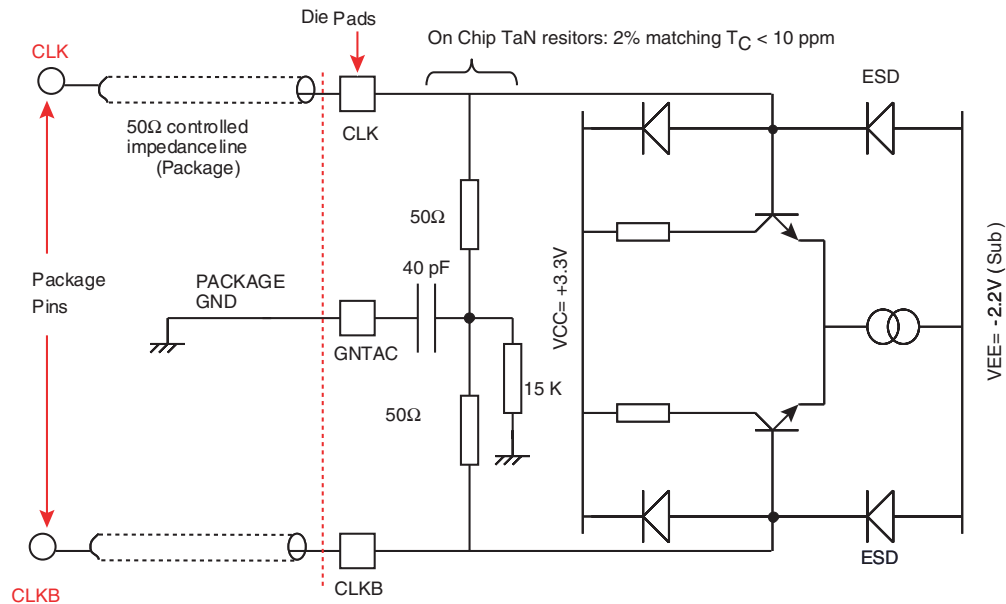 Die Pads
On Chip TaN resitors: 2% matching TC < 10 ppm
CLK
ESD
CLK
50Ω controlled
impedanceline
(Package)
50Ω
40 pF
PACKAGE
GND
Package
Pins
GNTAC
VCC= +3.3V
VEE= -2.2V (Sub)
15 K
50Ω
ESD
CLKB
CLKB